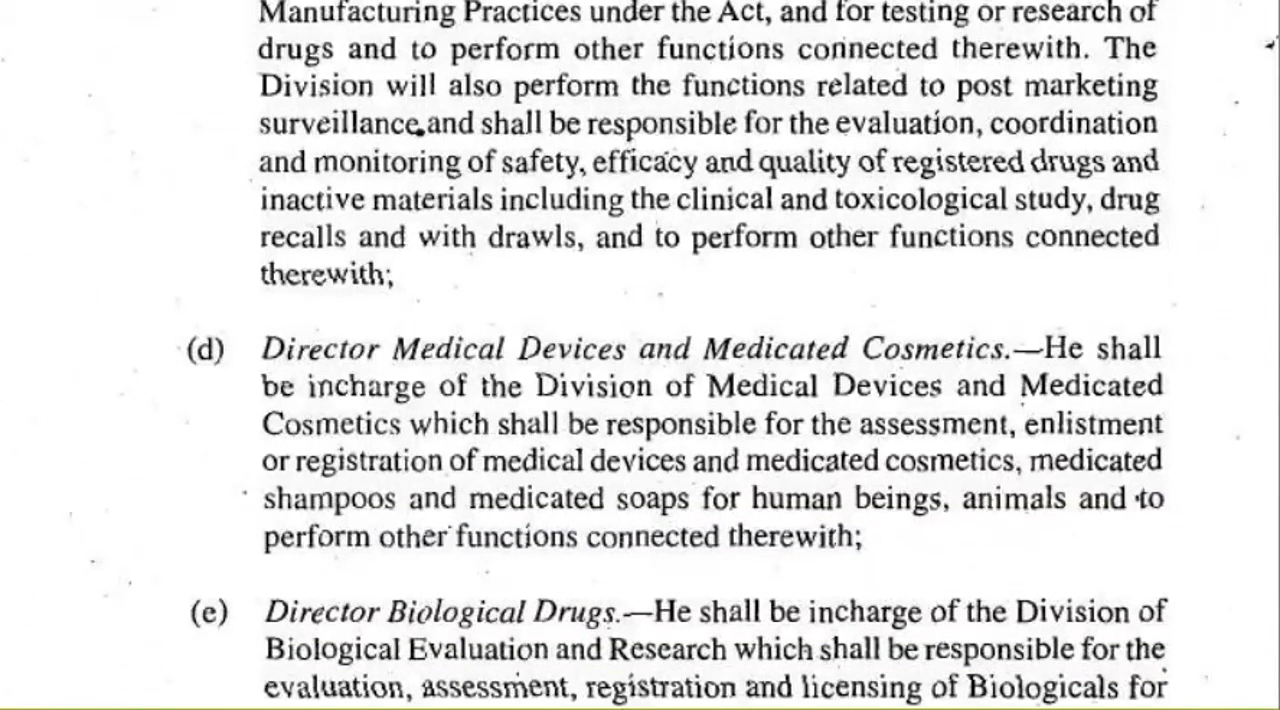 Manufacturing Practices under the Act, and for testing or research of
drugs and to perform other functions connected therewith. The
Division will also perform the functions related to post marketing
surveillance and shall be responsible for the evaluation, coordination
and monitoring of safety, efficacy and quality of registered drugs and
inactive materials including the clinical and toxicological study, drug
recalls and with drawls, and to perform other functions connected
therewith;
(d) Director Medical Devices and Medicated Cosmetics.—He shall
be incharge of the Division of Medical Devices and Medicated
Cosmetics which shall be responsible for the assessment, enlistment
or registration of medical devices and medicated cosmetics, medicated
shampoos and medicated soaps for human beings, animals and to
perform other functions connected therewith;
(e) Director Biological Drugs.—He shall be incharge of the Division of
Biological Evaluation and Research which shall be responsible for the
evaluation, assessment, registration and licensing of Biologicals for